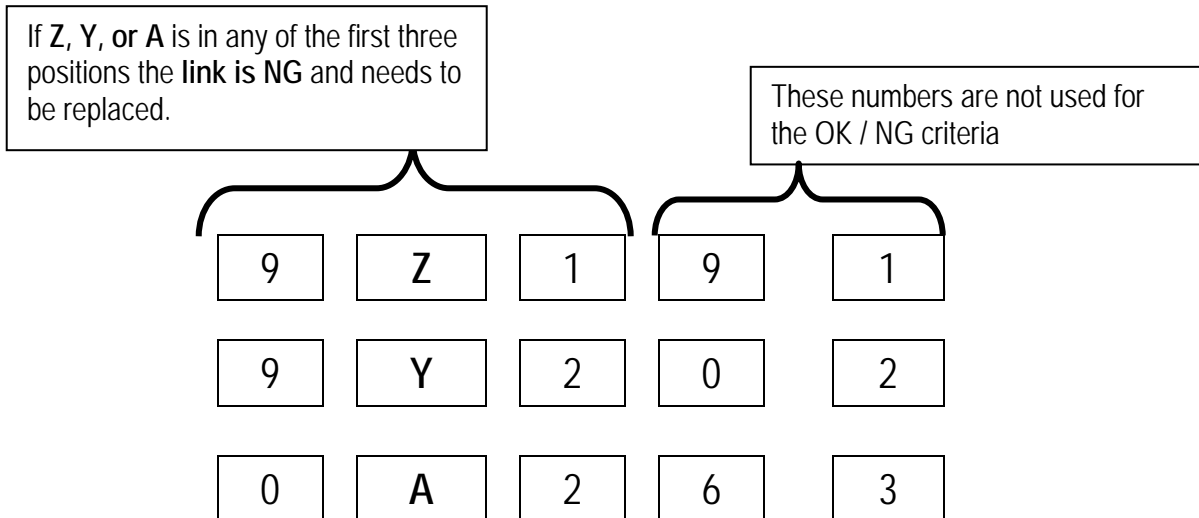 If Z, Y, or A is in any of the first three
positions the link is NG and needs to
be replaced.
These numbers are not used for
the OK / NG criteria
9 Z 1 9 1
9 Y 2 0 2
0 A 2 6 3